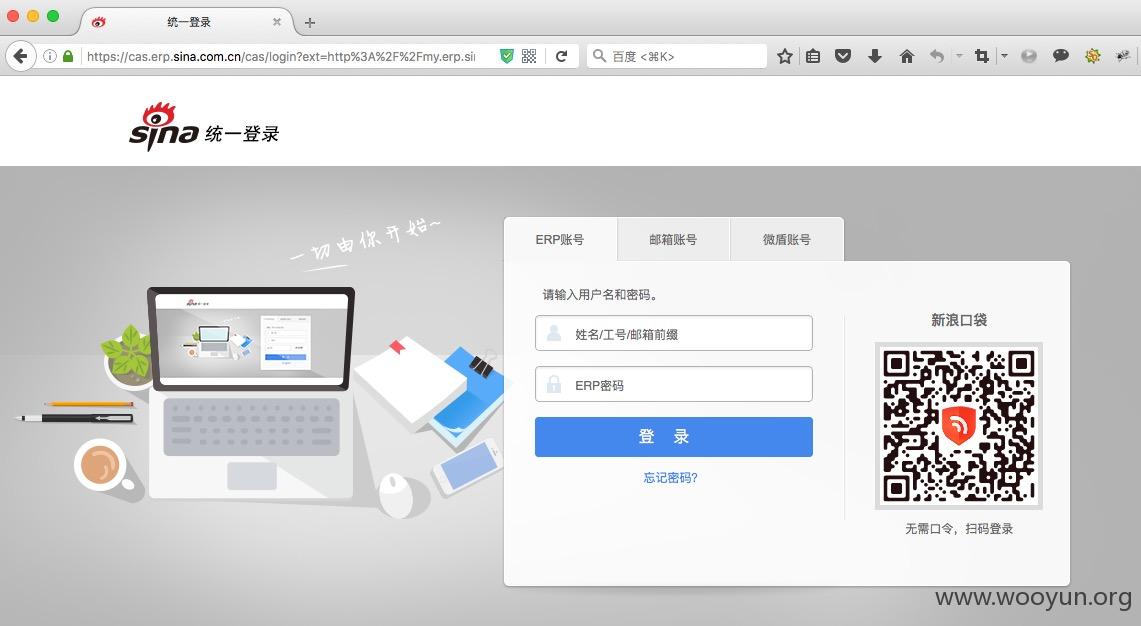 统一登录
https://cas.erp.sina.com.cn/cas/login?ext=http%3A%2F%2Fmy.erp.si
百度 <⌘K>
sina 统一登录
一切由你开始~
ERP账号
邮箱账号
微盾账号
请输入用户名和密码。
姓名/工号/邮箱前缀
ERP密码
登 录
忘记密码?
新浪口袋
无需口令，扫码登录
www.wooyun.org